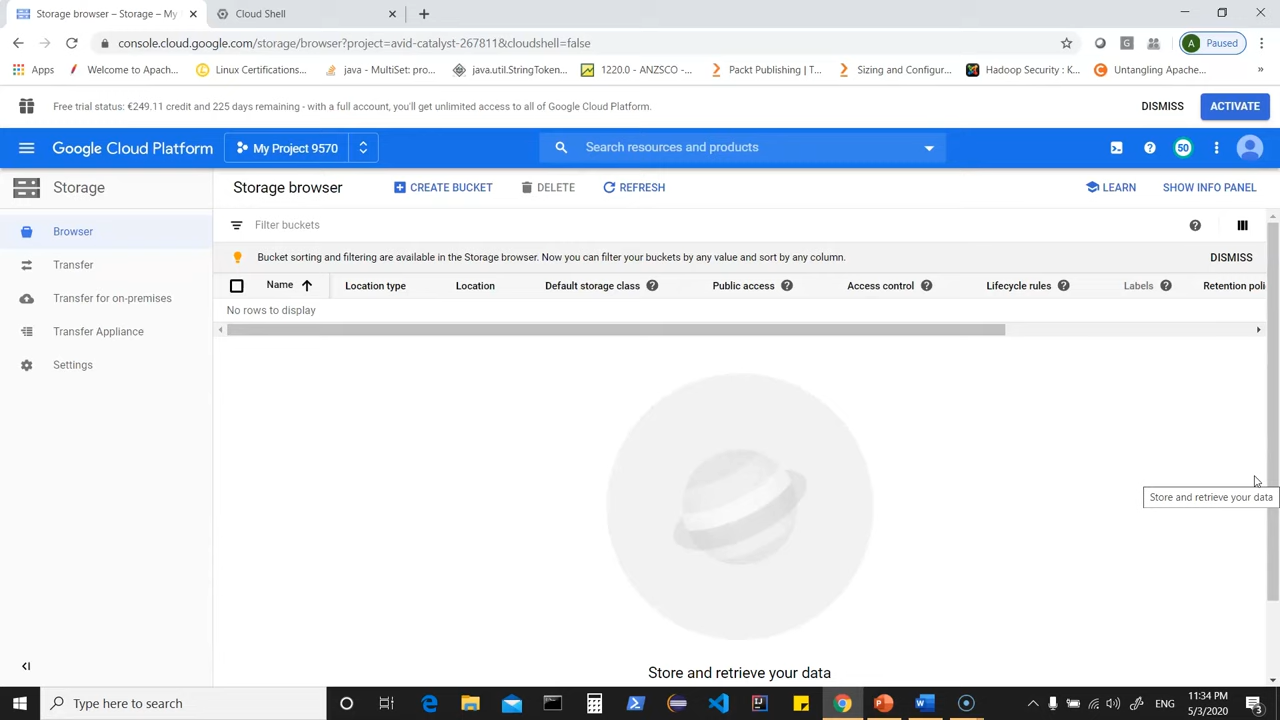 Storage browser – Storage – My
Cloud Shell
console.cloud.google.com/storage/browser?project=avid-catalyst-267811&cloudshell=false
A Paused
Apps
Welcome to Apach...
Linux Certifications...
java - MultiSet: pro...
java.util.StringToken...
1220.0 - ANZSCO -...
Packt Publishing | T...
Sizing and Configur...
Hadoop Security : K...
Untangling Apache...
Free trial status: €249.11 credit and 225 days remaining - with a full account, you'll get unlimited access to all of Google Cloud Platform.
DISMISS
ACTIVATE
Google Cloud Platform
My Project 9570
Search resources and products
50
Storage
Storage browser
CREATE BUCKET
DELETE
REFRESH
LEARN
SHOW INFO PANEL
Browser
Transfer
Transfer for on-premises
Transfer Appliance
Settings
Filter buckets
Bucket sorting and filtering are available in the Storage browser. Now you can filter your buckets by any value and sort by any column.
DISMISS
Name
Location type
Location
Default storage class
Public access
Access control
Lifecycle rules
Labels
Retention poli
No rows to display
Store and retrieve your data
Store and retrieve your data
Type here to search
ENG
11:34 PM
5/3/2020
3